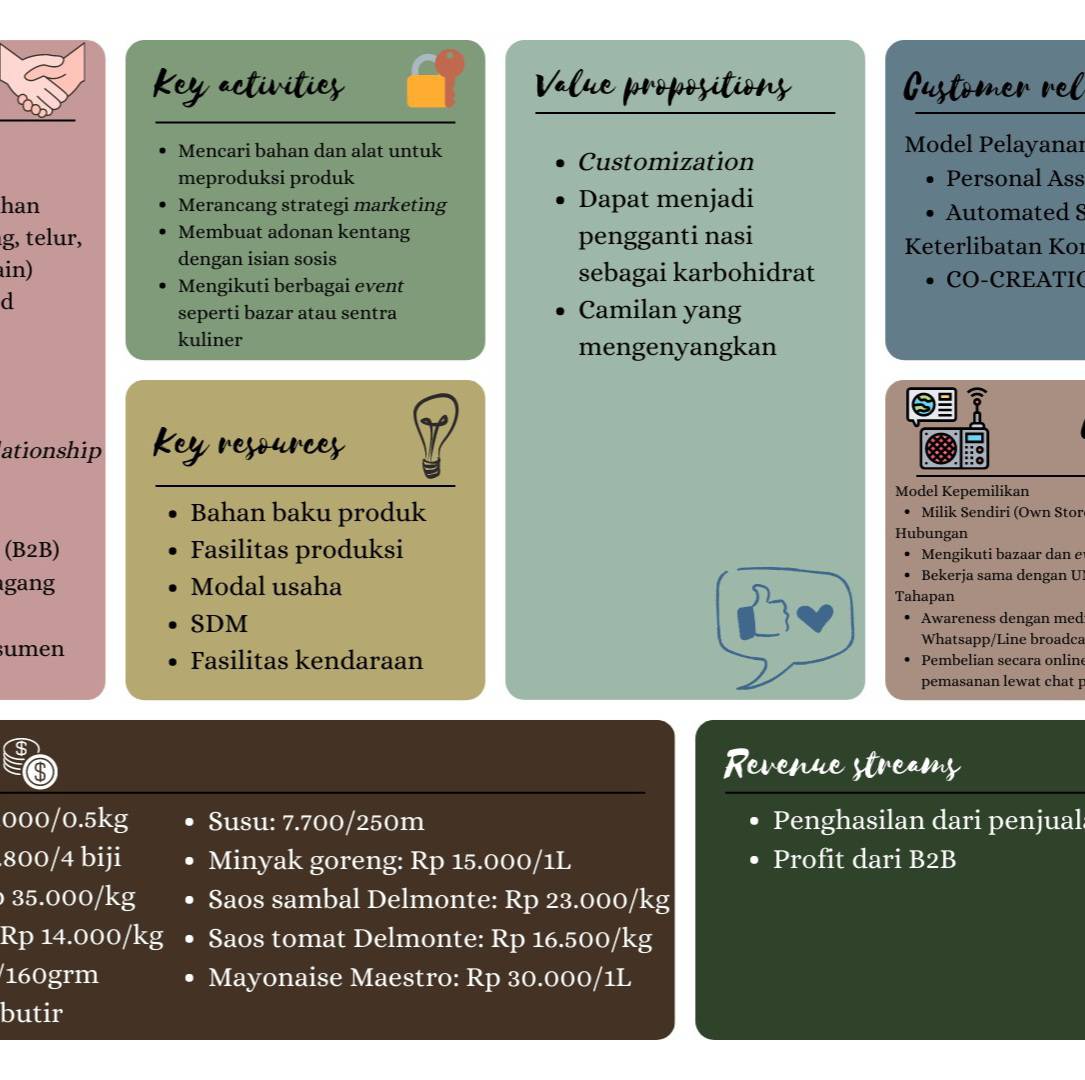 han
g, telur,
ain)
d
lationship
(B2B)
agang
sumen
Key activities
Mencari bahan dan alat untuk
meproduksi produk
Merancang strategi marketing
Membuat adonan kentang
dengan isian sosis
Mengikuti berbagai event
seperti bazar atau sentra
kuliner
Key resources
Bahan baku produk
Fasilitas produksi
Modal usaha
SDM
Fasilitas kendaraan
Value propositions
Customization
Dapat menjadi
pengganti nasi
sebagai karbohidrat
Camilan yang
mengenyangkan
Customer rel
Model Pelayanan
Personal Ass
Automated S
Keterlibatan Kon
CO-CREATIO
Model Kepemilikan
Milik Sendiri (Own Store
Hubungan
Mengikuti bazaar dan ev
Bekerja sama dengan UM
Tahapan
Awareness dengan medi
Whatsapp/Line broadca
Pembelian secara online
pemasanan lewat chat p
000/0.5kg
.800/4 biji
p 35.000/kg
Rp 14.000/kg
/160grm
butir
Susu: 7.700/250m
Minyak goreng: Rp 15.000/1L
Saos sambal Delmonte: Rp 23.000/kg
Saos tomat Delmonte: Rp 16.500/kg
Mayonaise Maestro: Rp 30.000/1L
Revenue streams
Penghasilan dari penjuala
Profit dari B2B